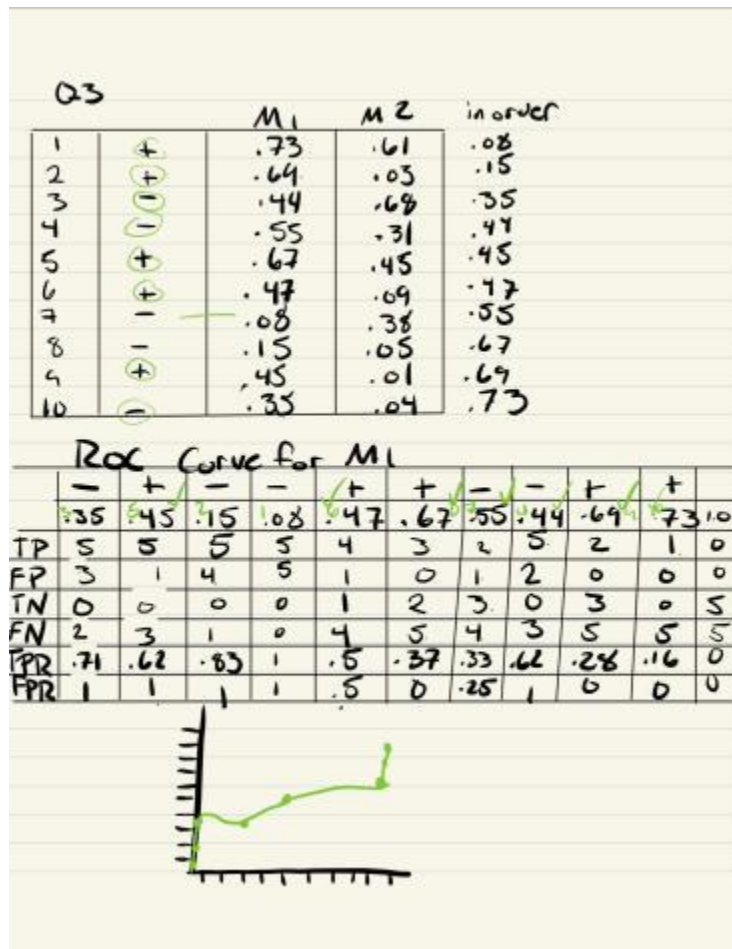 Q3
M1 M2 in order
1 + .73 .61 .08
2 + .69 .03 .15
3 - .44 .68 .35
4 - .55 .31 .44
5 + .67 .45 .45
6 + .47 .09 .47
7 - .08 .38 .55
8 - .15 .05 .67
9 + .45 .01 .69
10 - .35 .04 .73
Roc Curve for M1
- + - - + + - - + +
.35 .45 .15 .08 .47 .67 .55 .44 .69 .73 1.0
TP 5 5 5 5 4 3 2 5 2 1 0
FP 3 1 4 5 1 0 1 2 0 0 0
TN 0 0 0 0 1 2 3 0 3 0 5
FN 2 3 1 0 4 5 4 3 5 5 5
TPR .71 .62 .83 1 .5 .37 .33 .62 .28 .16 0
FPR 1 1 1 1 .5 0 .25 1 0 0 0